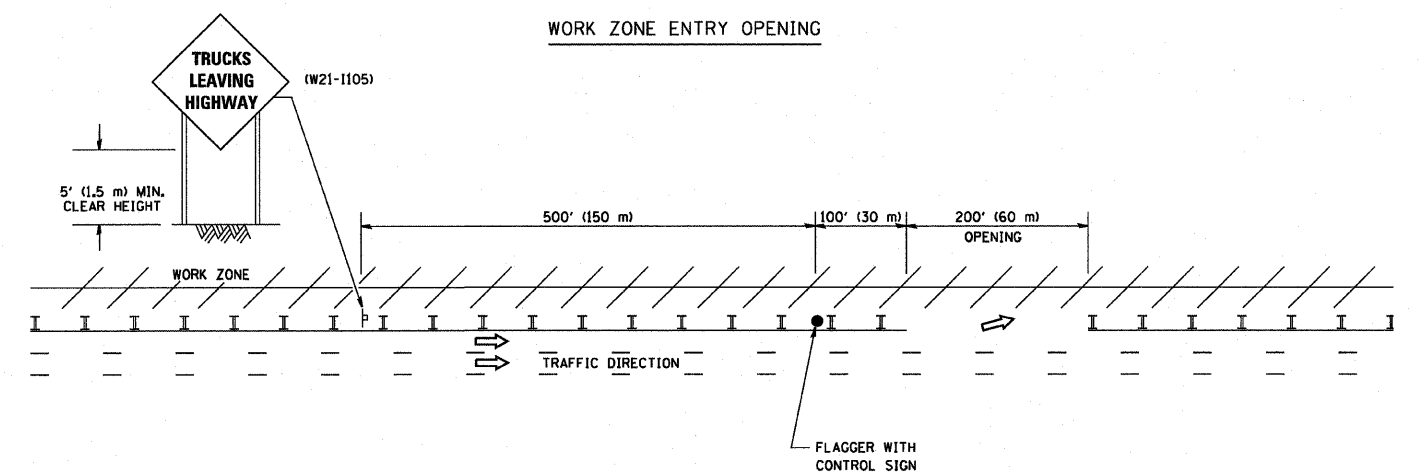 WORK ZONE ENTRY OPENING
TRUCKS
LEAVING
HIGHWAY
(W21-I105)
5' (1.5 m) MIN.
CLEAR HEIGHT
500' (150 m)
100' (30 m)
200' (60 m)
OPENING
WORK ZONE
TRAFFIC DIRECTION
FLAGGER WITH
CONTROL SIGN